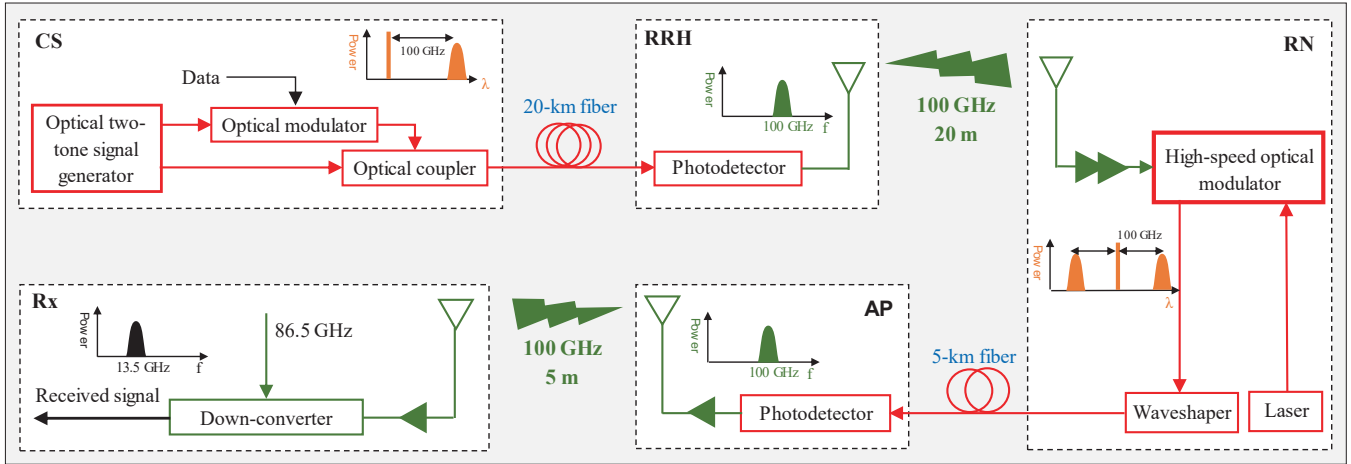 CS
Power
100 GHz
λ
Data
Optical two-
tone signal
generator
Optical modulator
Optical coupler
20-km fiber
RRH
Power
100 GHz
f
Photodetector
100 GHz
20 m
RN
High-speed optical
modulator
Power
100 GHz
λ
Waveshaper
Laser
5-km fiber
AP
Power
100 GHz
f
Photodetector
100 GHz
5 m
Rx
Power
13.5 GHz
f
86.5 GHz
Received signal
Down-converter